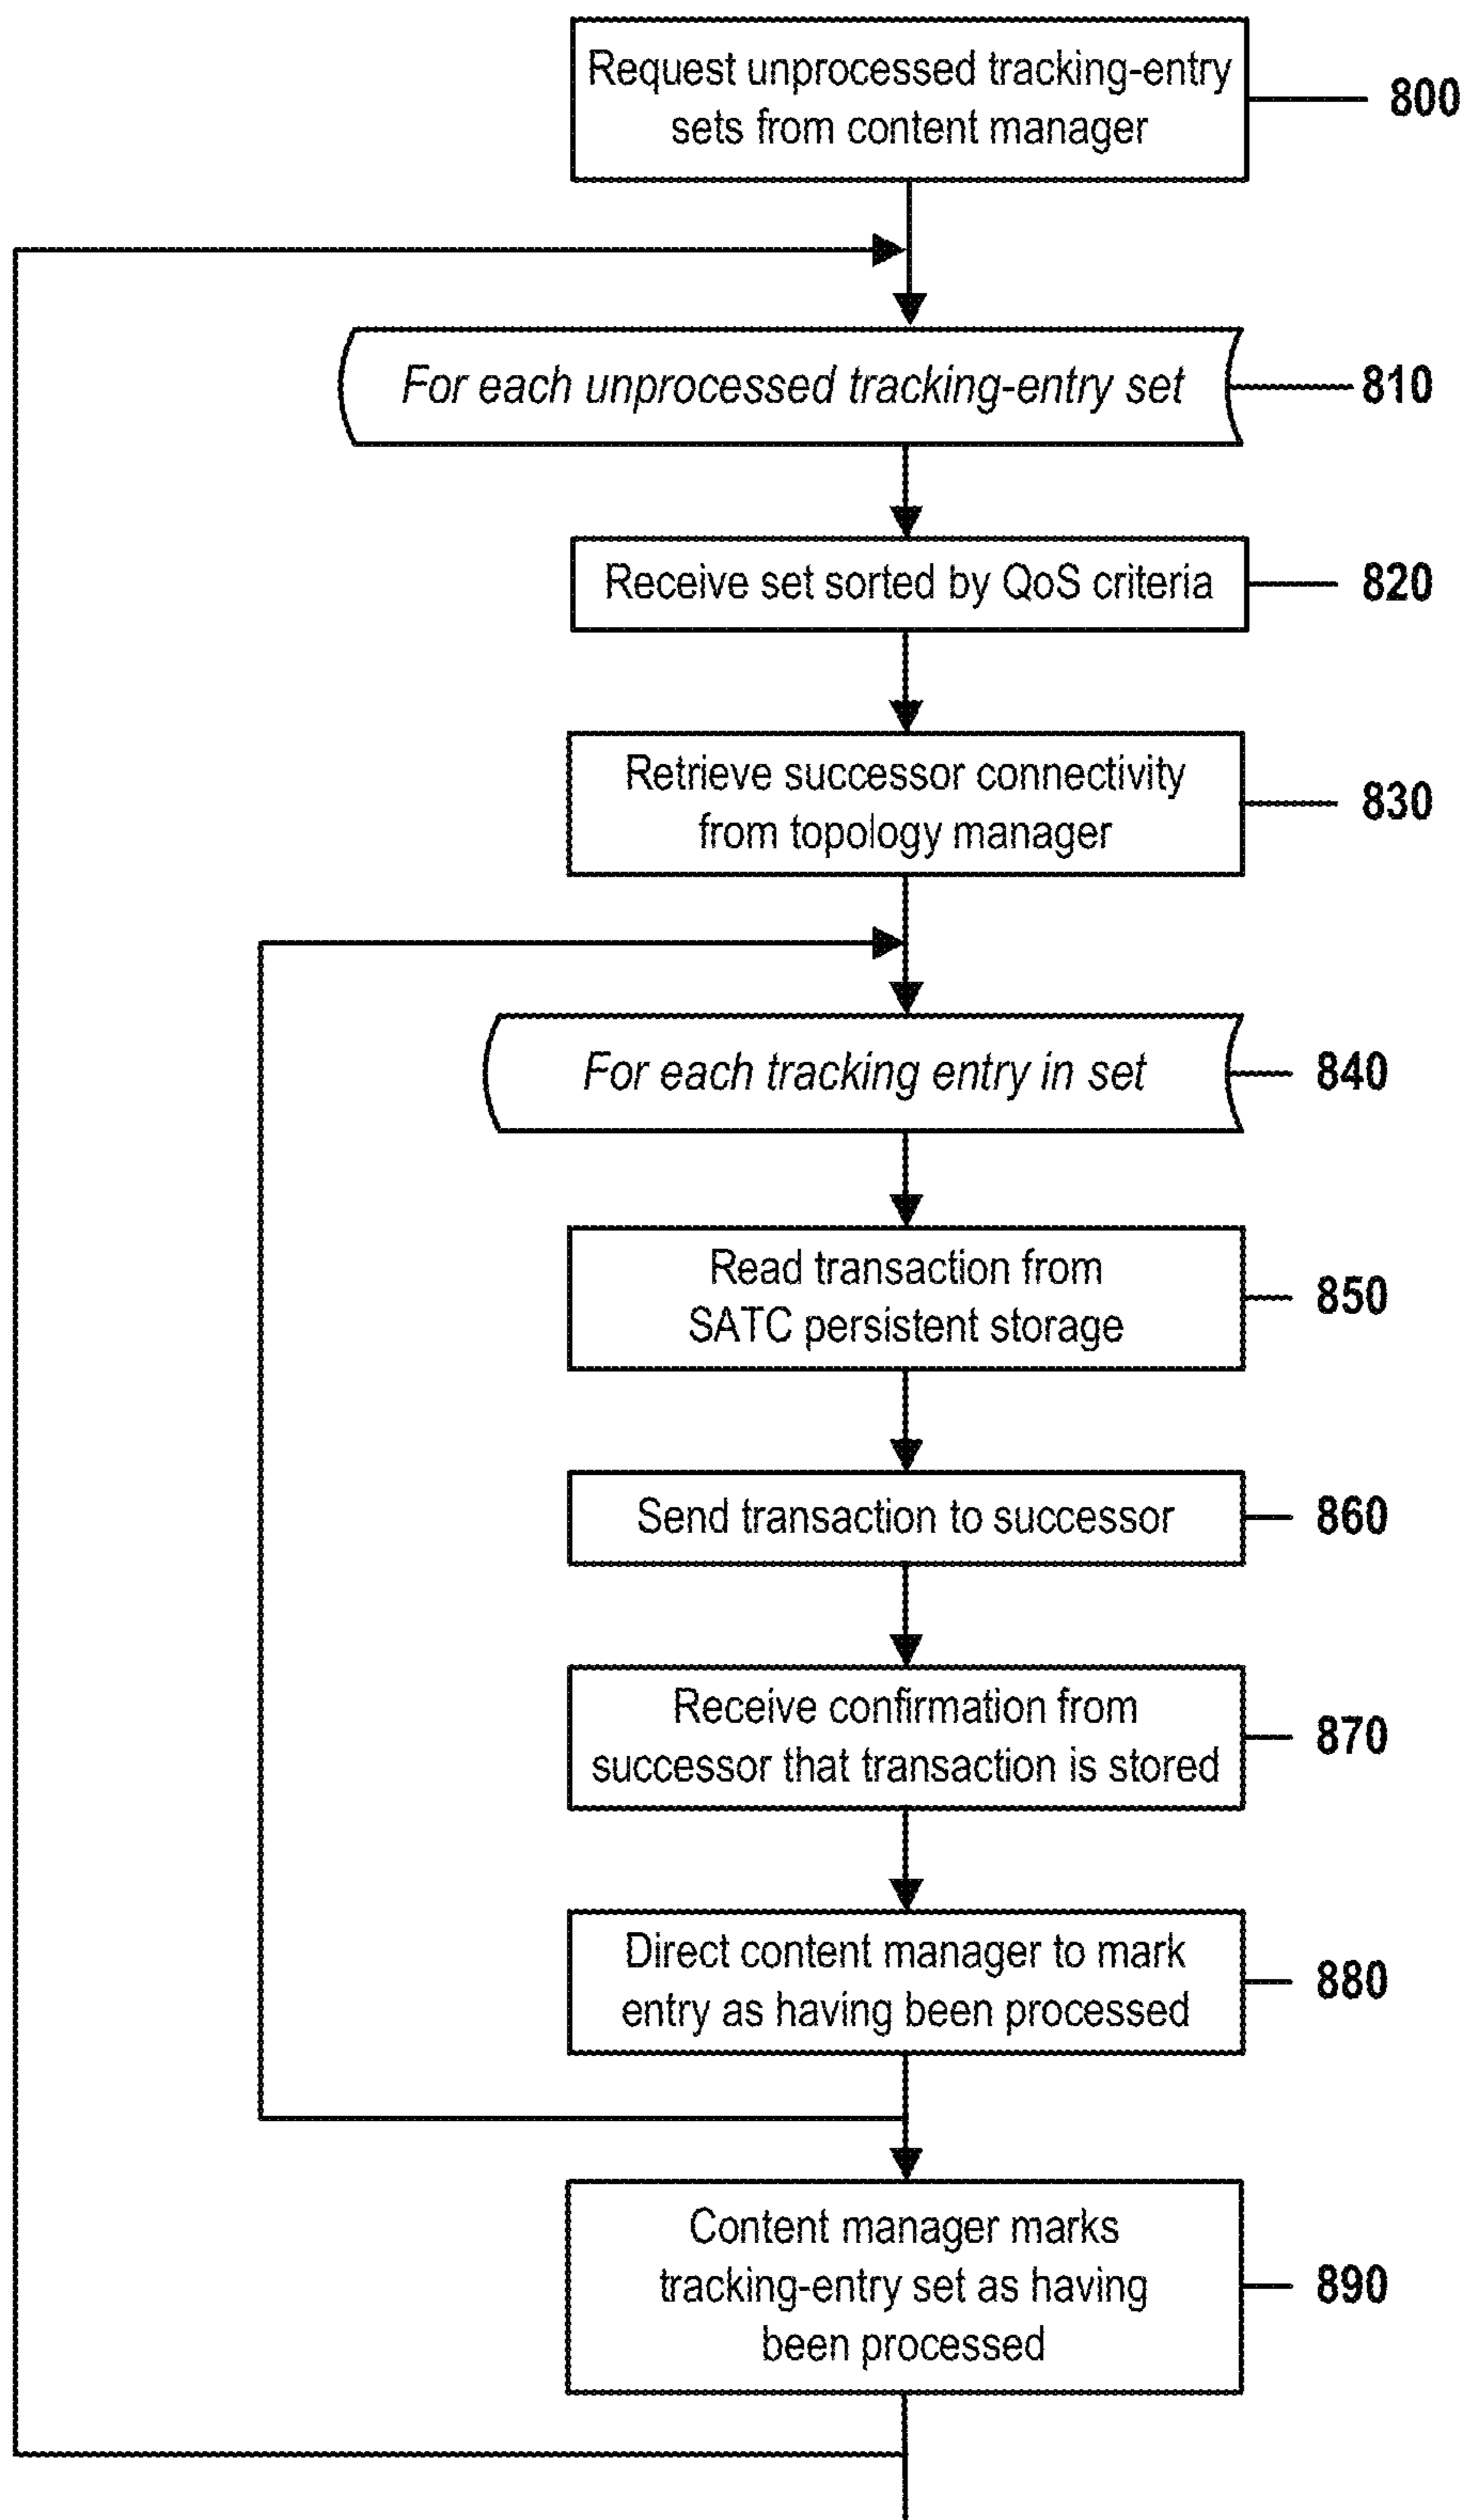 Request unprocessed tracking-entry
sets from content manager
800
For each unprocessed tracking-entry set
810
Receive set sorted by QoS criteria
820
Retrieve successor connectivity
from topology manager
830
For each tracking entry in set
840
Read transaction from
SATC persistent storage
850
Send transaction to successor
860
Receive confirmation from
successor that transaction is stored
870
Direct content manager to mark
entry as having been processed
880
Content manager marks
tracking-entry set as having
been processed
890